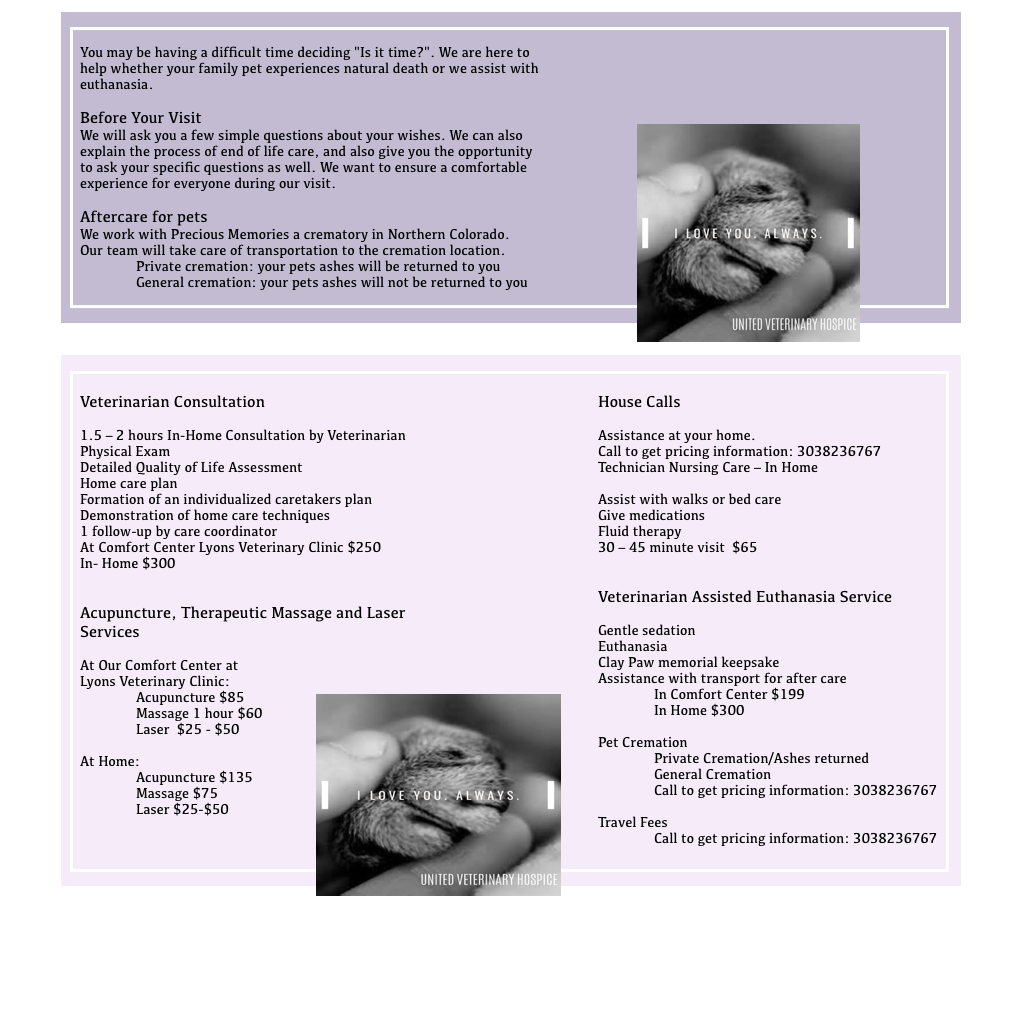 You may be having a difficult time deciding "Is it time?". We are here to
help whether your family pet experiences natural death or we assist with
euthanasia.
Before Your Visit
We will ask you a few simple questions about your wishes. We can also
explain the process of end of life care, and also give you the opportunity
to ask your specific questions as well. We want to ensure a comfortable
experience for everyone during our visit.
Aftercare for pets
We work with Precious Memories a crematory in Northern Colorado.
Our team will take care of transportation to the cremation location.
Private cremation: your pets ashes will be returned to you
General cremation: your pets ashes will not be returned to you
I LOVE YOU. ALWAYS.
UNITED VETERINARY HOSPICE
Veterinarian Consultation
1.5 – 2 hours In-Home Consultation by Veterinarian
Physical Exam
Detailed Quality of Life Assessment
Home care plan
Formation of an individualized caretakers plan
Demonstration of home care techniques
1 follow-up by care coordinator
At Comfort Center Lyons Veterinary Clinic $250
In- Home $300
Acupuncture, Therapeutic Massage and Laser
Services
At Our Comfort Center at
Lyons Veterinary Clinic:
Acupuncture $85
Massage 1 hour $60
Laser  $25 - $50
At Home:
Acupuncture $135
Massage $75
Laser $25-$50
I LOVE YOU. ALWAYS.
UNITED VETERINARY HOSPICE
House Calls
Assistance at your home.
Call to get pricing information: 3038236767
Technician Nursing Care – In Home
Assist with walks or bed care
Give medications
Fluid therapy
30 – 45 minute visit  $65
Veterinarian Assisted Euthanasia Service
Gentle sedation
Euthanasia
Clay Paw memorial keepsake
Assistance with transport for after care
In Comfort Center $199
In Home $300
Pet Cremation
Private Cremation/Ashes returned
General Cremation
Call to get pricing information: 3038236767
Travel Fees
Call to get pricing information: 3038236767